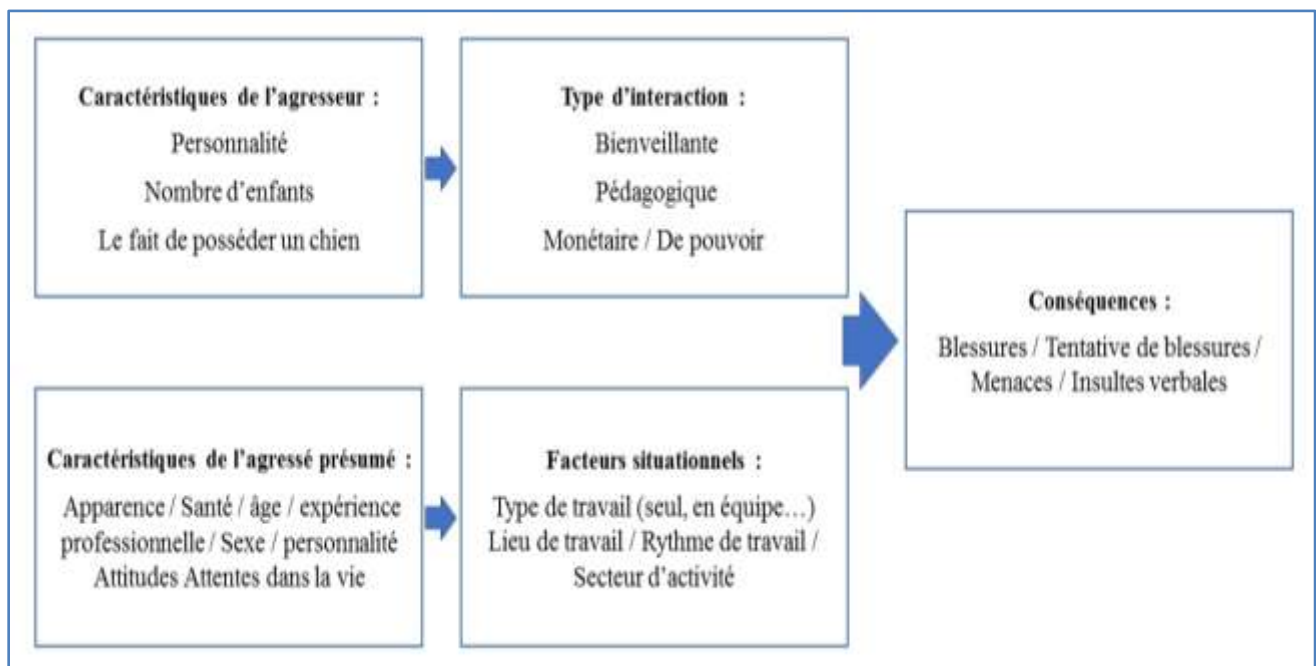 Caractéristiques de l'agresseur :
Personnalité
Nombre d'enfants
Le fait de posséder un chien
Type d'interaction :
Bienveillante
Pédagogique
Monétaire / De pouvoir
Conséquences :
Blessures / Tentative de blessures /
Menaces / Insultes verbales
Caractéristiques de l'agressé présumé :
Apparence / Santé / âge / expérience
professionnelle / Sexe / personnalité
Attitudes Attentes dans la vie
Facteurs situationnels :
Type de travail (seul, en équipe…)
Lieu de travail / Rythme de travail /
Secteur d'activité